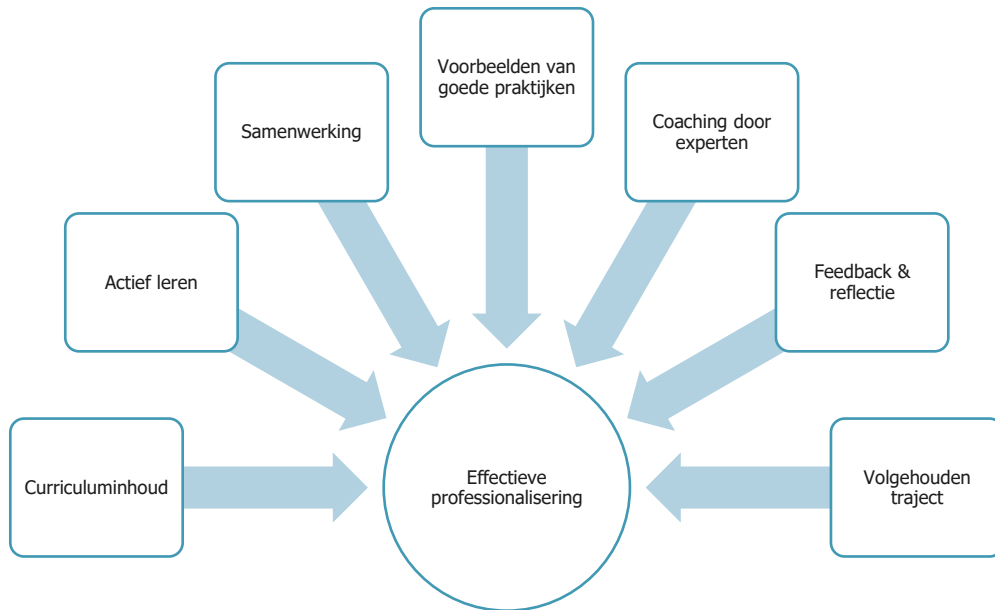 Voorbeelden van
goede praktijken
Samenwerking
Coaching door
experten
Actief leren
Feedback &
reflectie
Curriculuminhoud
Effectieve
professionalisering
Volgehouden
traject